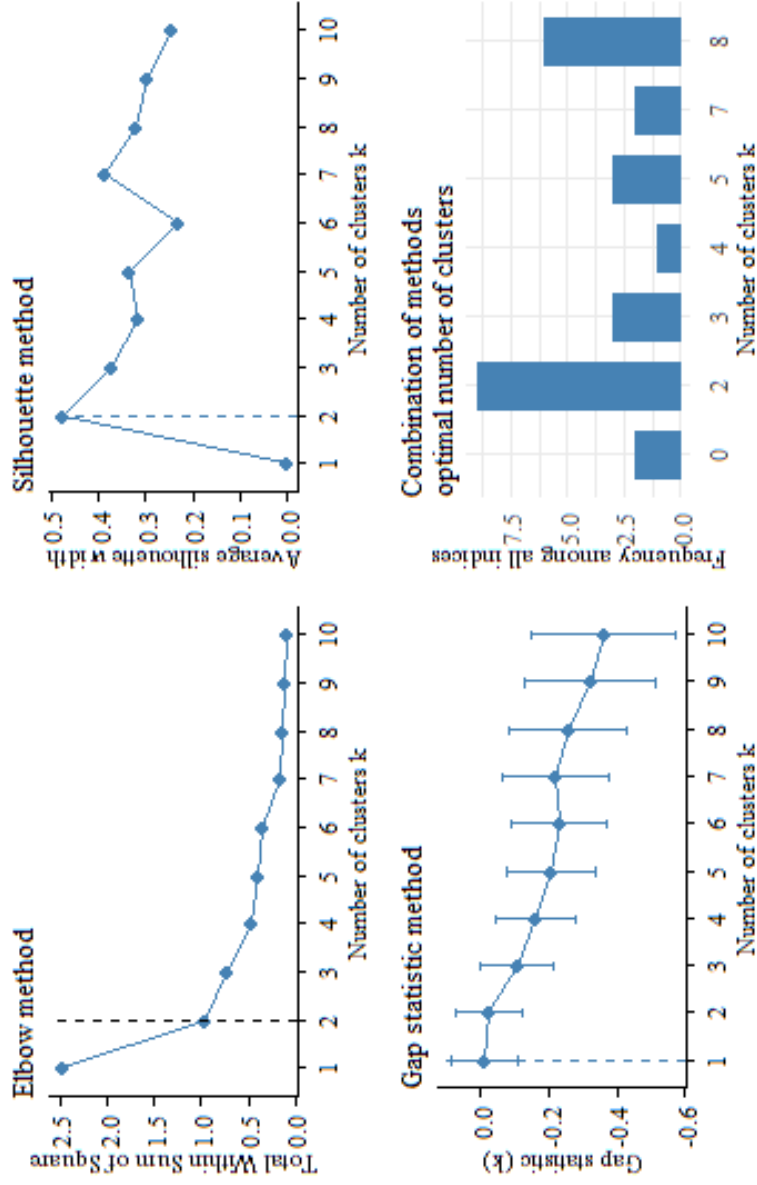 Elbow method
Total Within Sum of Square
2.5
2.0
1.5
1.0
0.5
0.0
1 2 3 4 5 6 7 8 9 10
Number of clusters k
Silhouette method
Average silhouette width
0.5
0.4
0.3
0.2
0.1
0.0
1 2 3 4 5 6 7 8 9 10
Number of clusters k
Gap statistic method
Gap statistic (k)
0.0
-0.2
-0.4
-0.6
1 2 3 4 5 6 7 8 9 10
Number of clusters k
Combination of methods
optimal number of clusters
Frequency among all indices
7.5
5.0
2.5
0.0
0 2 3 4 5 7 8
Number of clusters k